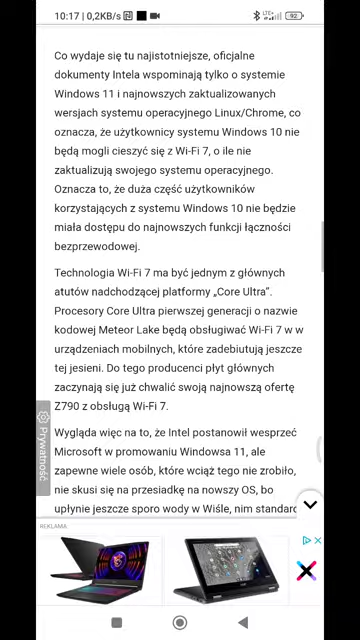 10:17 | 0,2KB/s
LTE+
92
Co wydaje się tu najistotniejsze, oficjalne
dokumenty Intela wspominają tylko o systemie
Windows 11 i najnowszych zaktualizowanych
wersjach systemu operacyjnego Linux/Chrome, co
oznacza, że użytkownicy systemu Windows 10 nie
będą mogli cieszyć się z Wi-Fi 7, o ile nie
zaktualizują swojego systemu operacyjnego.
Oznacza to, że duża część użytkowników
korzystających z systemu Windows 10 nie będzie
miała dostępu do najnowszych funkcji łączności
bezprzewodowej.
Technologia Wi-Fi 7 ma być jednym z głównych
atutów nadchodzącej platformy „Core Ultra”.
Procesory Core Ultra pierwszej generacji o nazwie
kodowej Meteor Lake będą obsługiwać Wi-Fi 7 w w
urządzeniach mobilnych, które zadebiutują jeszcze
tej jesieni. Do tego producenci płyt głównych
zaczynają się już chwalić swoją najnowszą ofertę
Z790 z obsługą Wi-Fi 7.
Prywatność
Wygląda więc na to, że Intel postanowił wesprzeć
Microsoft w promowaniu Windowsa 11, ale
zapewne wiele osób, które wciąż tego nie zrobiło,
nie skusi się na przesiadkę na nowszy OS, bo
upłynie jeszcze sporo wody w Wiśle, nim standard
REKLAMA